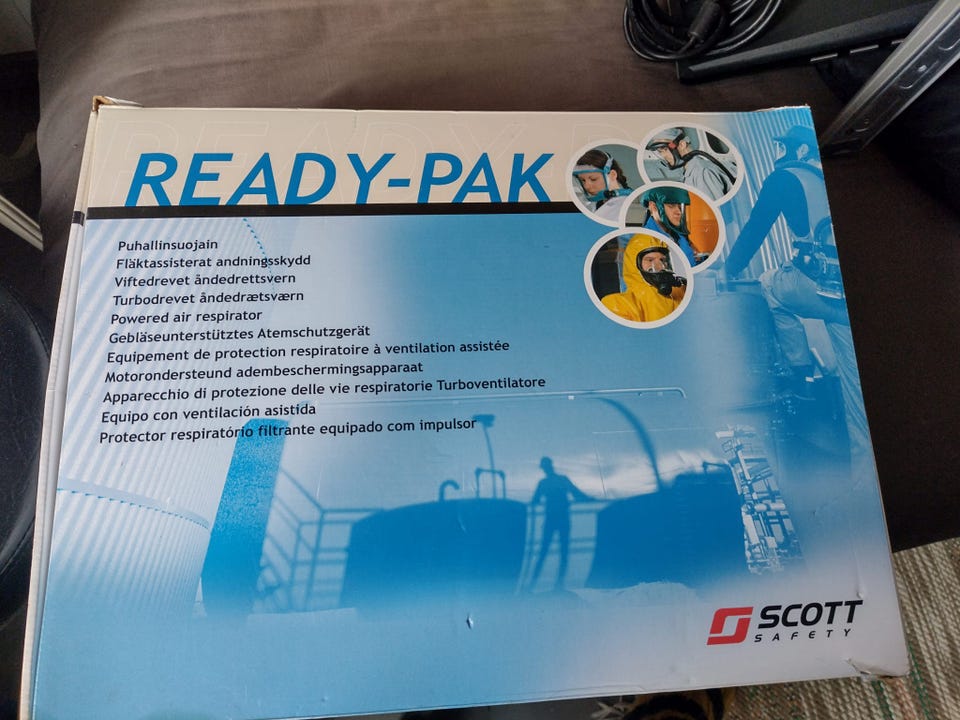 READY-PAK
Puhallinsuojain
Fläktassisterat andningsskydd
Viftedrevet åndedrettsvern
Turbodrevet åndedrætsværn
Powered air respirator
Gebläseunterstütztes Atemschutzgerät
Equipement de protection respiratoire à ventilation assistée
Motorondersteund adembeschermingsapparaat
Apparecchio di protezione delle vie respiratorie Turboventilatore
Equipo con ventilación asistida
Protector respiratório filtrante equipado com impulsor
SCOTT
SAFETY